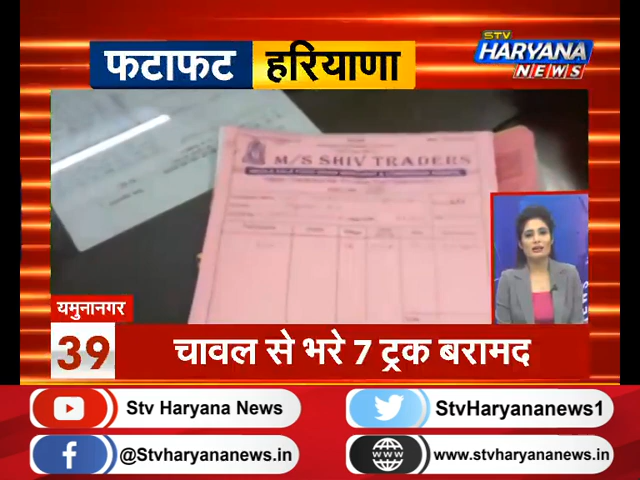 STV
HARYANA
NEWS
फटाफट हरियाणा
M/S SHIV TRADERS
यमुनानगर
39
चावल से भरे 7 ट्रक बरामद
Stv Haryana News
StvHaryananews1
@Stvharyananews.in
www.stvharyananews.in